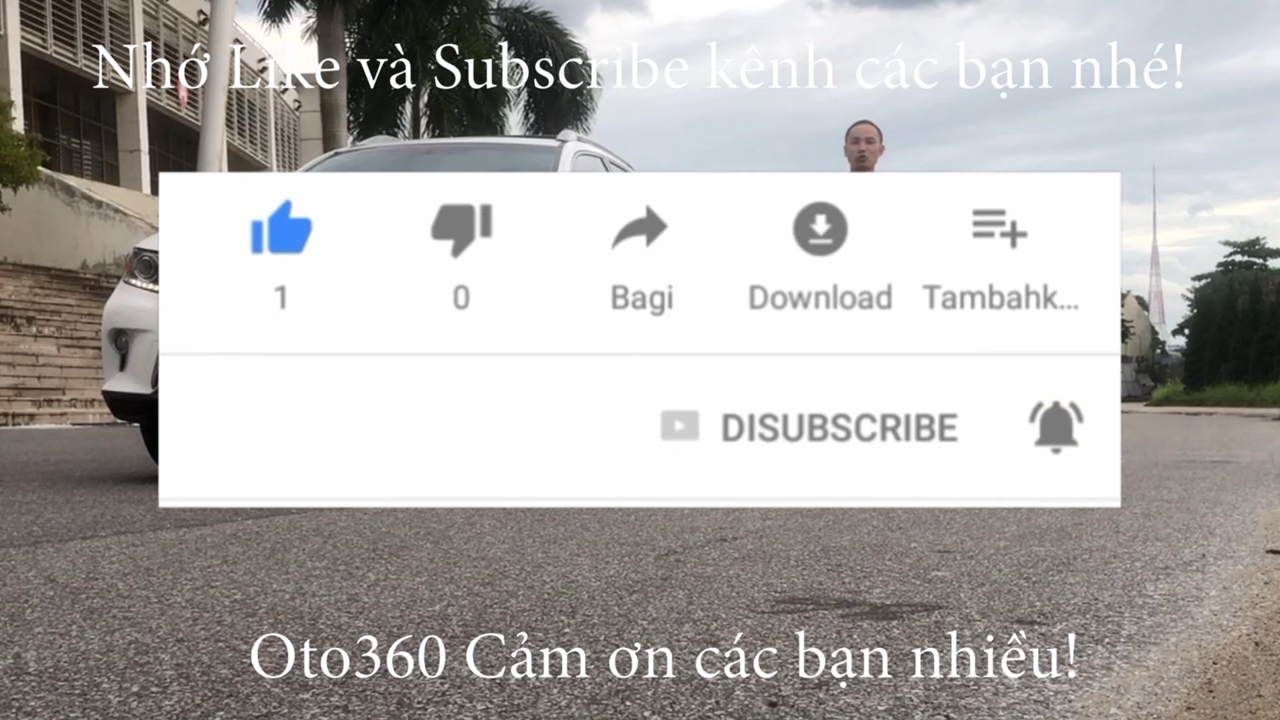 Nhớ Like và Subscribe kênh các bạn nhé!
1 0 Bagi Download Tambahk...
DISUBSCRIBE
Oto360 Cảm ơn các bạn nhiều!